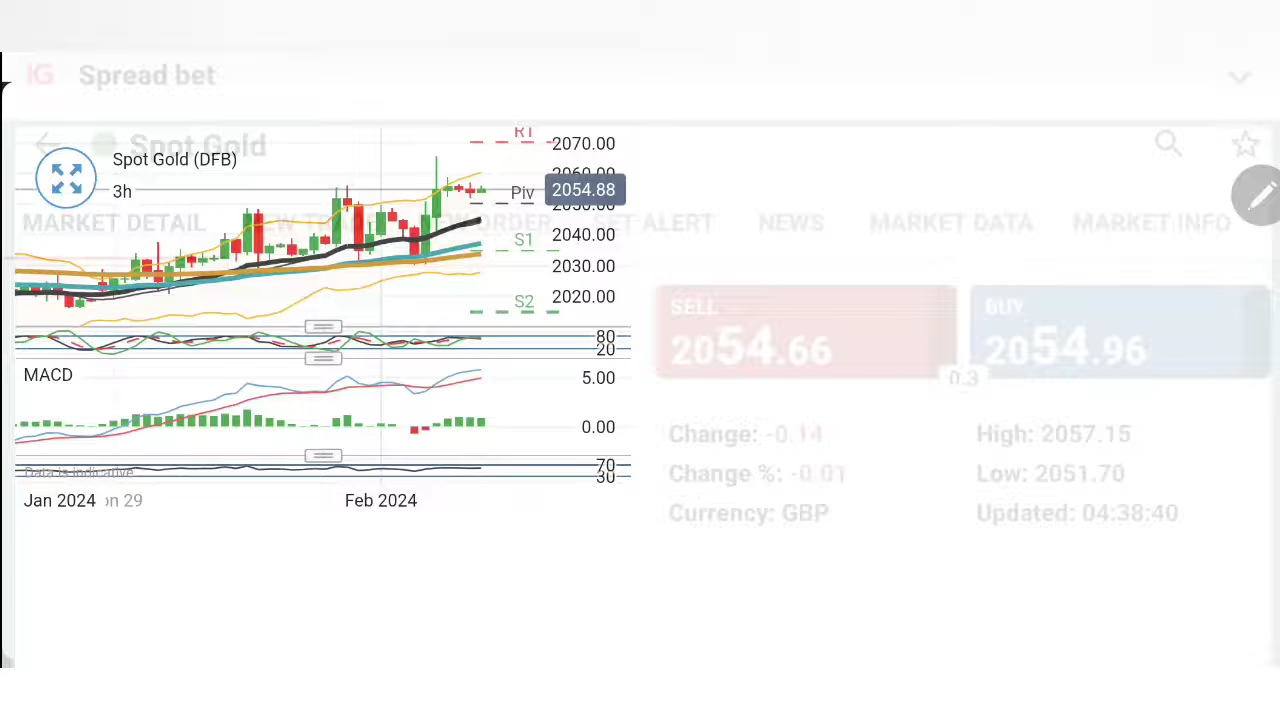 IG Spread bet
Spot Gold
Spot Gold (DFB)
3h
MARKET DETAIL
ORDER
SET ALERT
NEWS
MARKET DATA
MARKET INFO
R1
Piv
S1
S2
2070.00
2060.00
2054.88
2050.00
2040.00
2030.00
2020.00
80
20
MACD
5.00
0.00
70
30
Data is indicative
Jan 2024
on 29
Feb 2024
SELL
2054.66
BUY
2054.96
0.3
Change: -0.14
High: 2057.15
Change %: -0.01
Low: 2051.70
Currency: GBP
Updated: 04:38:40